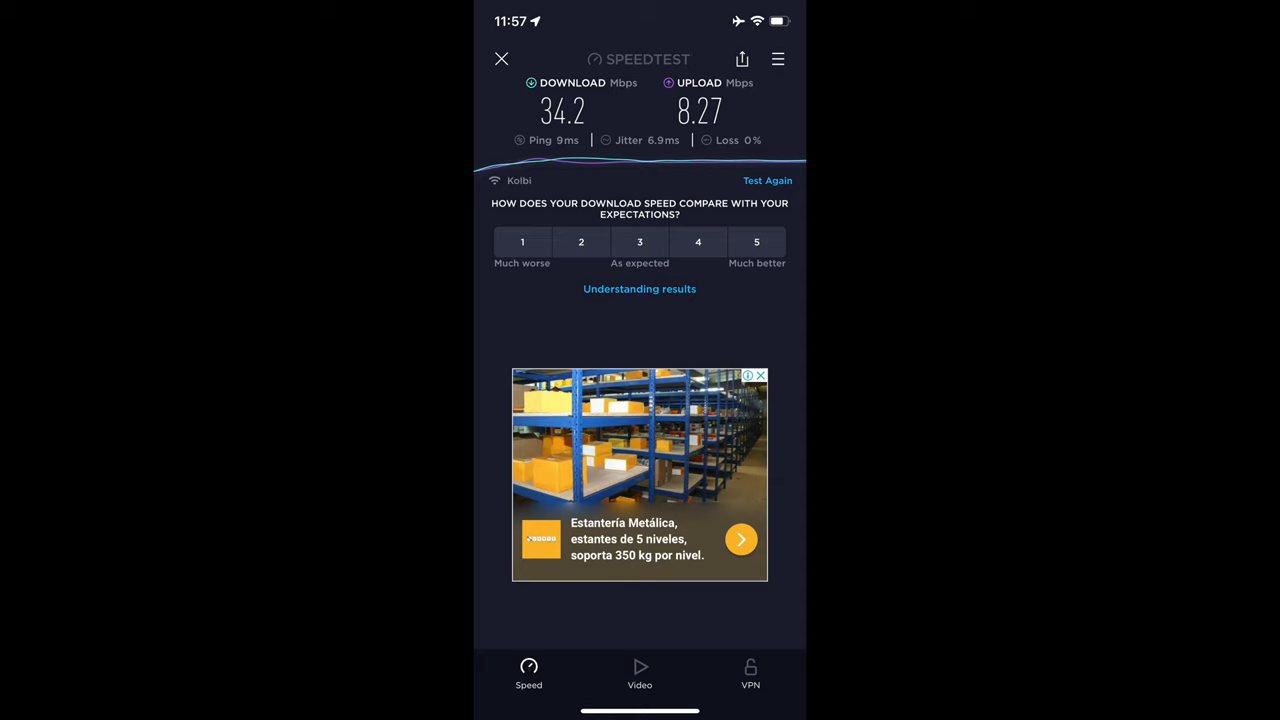 11:57
SPEEDTEST
DOWNLOAD Mbps
UPLOAD Mbps
34.2
8.27
Ping 9ms
Jitter 6.9ms
Loss 0%
Kolbi
Test Again
HOW DOES YOUR DOWNLOAD SPEED COMPARE WITH YOUR
EXPECTATIONS?
1
2
3
4
5
Much worse
As expected
Much better
Understanding results
Estantería Metálica,
estantes de 5 niveles,
soporta 350 kg por nivel.
Speed
Video
VPN